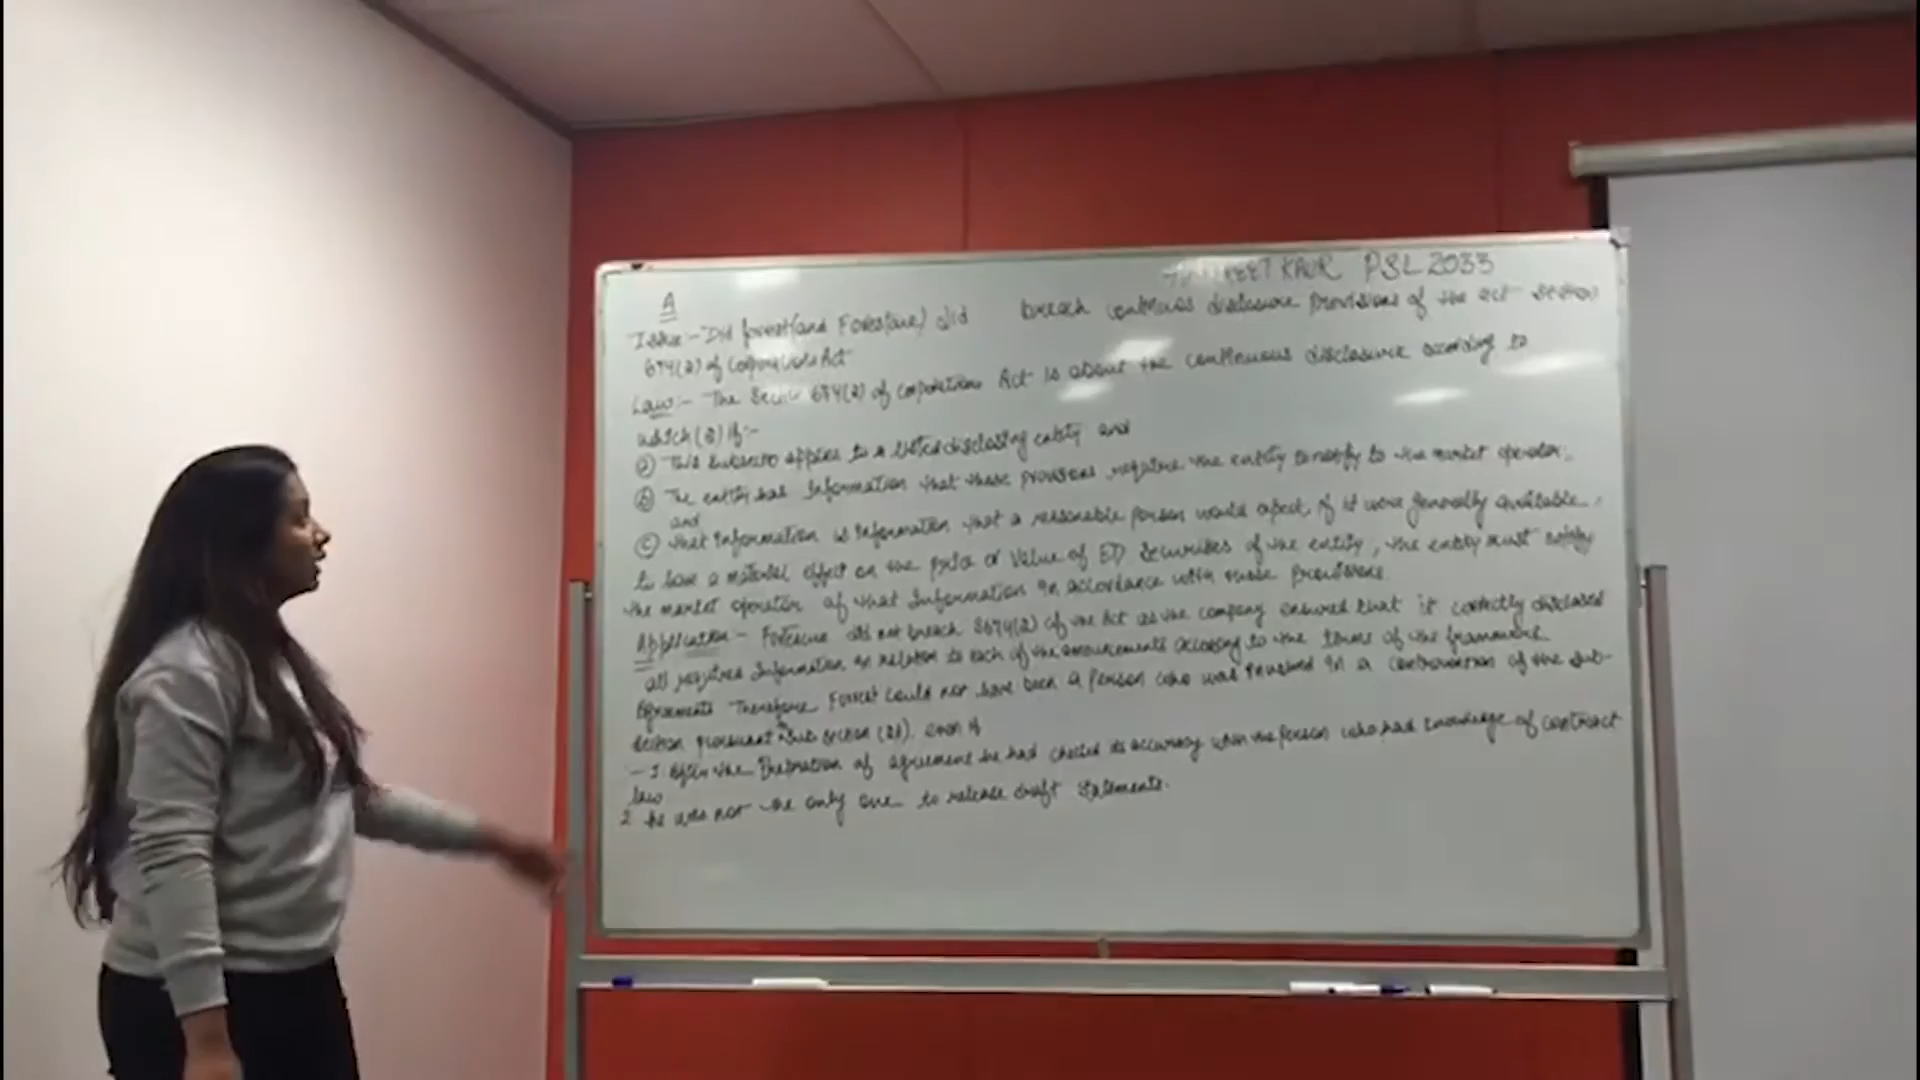 KAUR PSL2033
A
Issue:- Did forrest(and Fortescue) did breach continuous disclosure provisions of the act section
674(2) of Corporations Act
Law:- The Section 674(2) of corporations Act is about the continuous disclosure according to
which (2) if:-
(a) This subsection applies to a listed disclosing entity and
(b) The entity has Information that those provisions require the entity to notify to the market operator;
and
(c) that Information is Information that a reasonable person would expect, if it were generally available,
to have a material effect on the price or value of ED securities of the entity, the entity must notify
the market operator of that Information in accordance with those provisions.
Application - Fortescue did not breach S674(2) of the Act as the company ensured that it correctly disclosed
all required Information in relation to each of the announcements according to the terms of the framework
Agreements Therefore Forrest could not have been a person who was involved in a contravention of the sub-
section pursuant to sub section (2A). even if
- 1. After the of agreement he had checked its accuracy when the person who had knowledge of contract
law
2 he was not the only one to release draft statements.